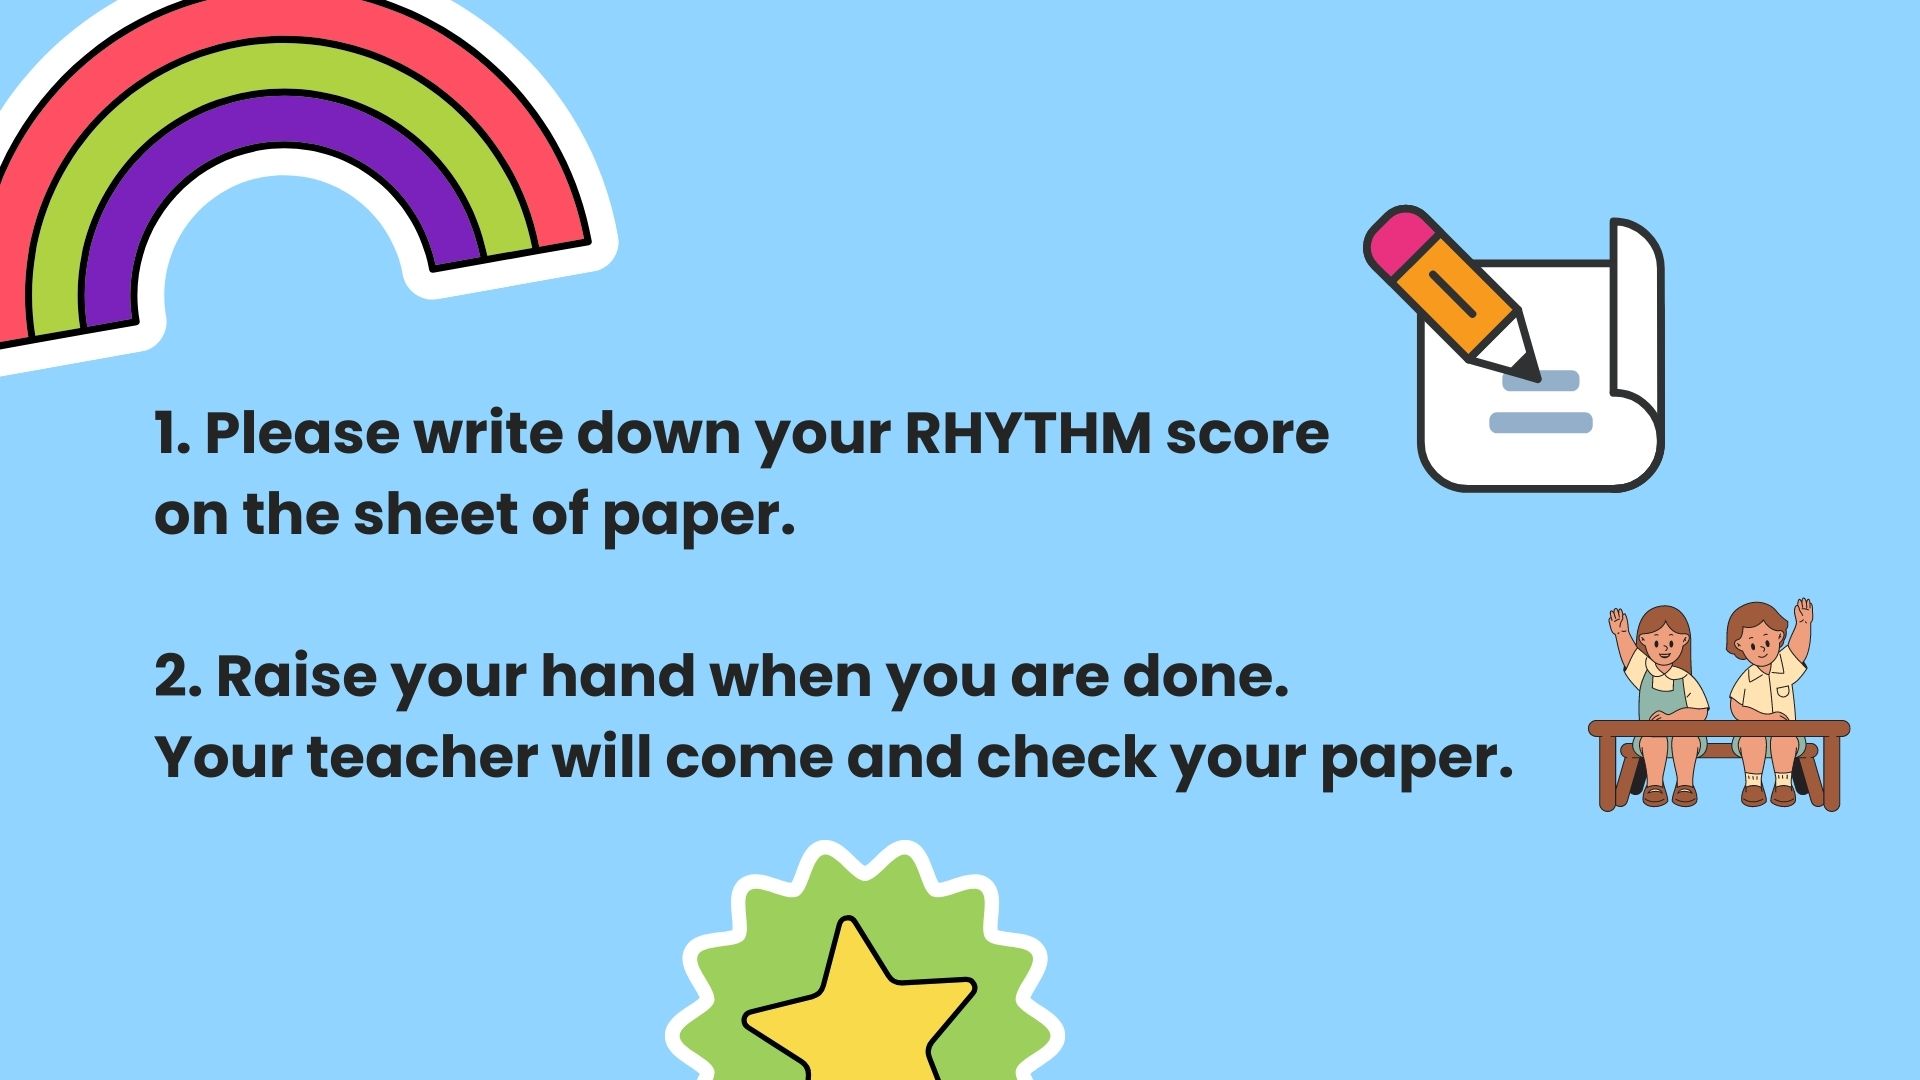 1. Please write down your RHYTHM score
on the sheet of paper.
2. Raise your hand when you are done.
Your teacher will come and check your paper.